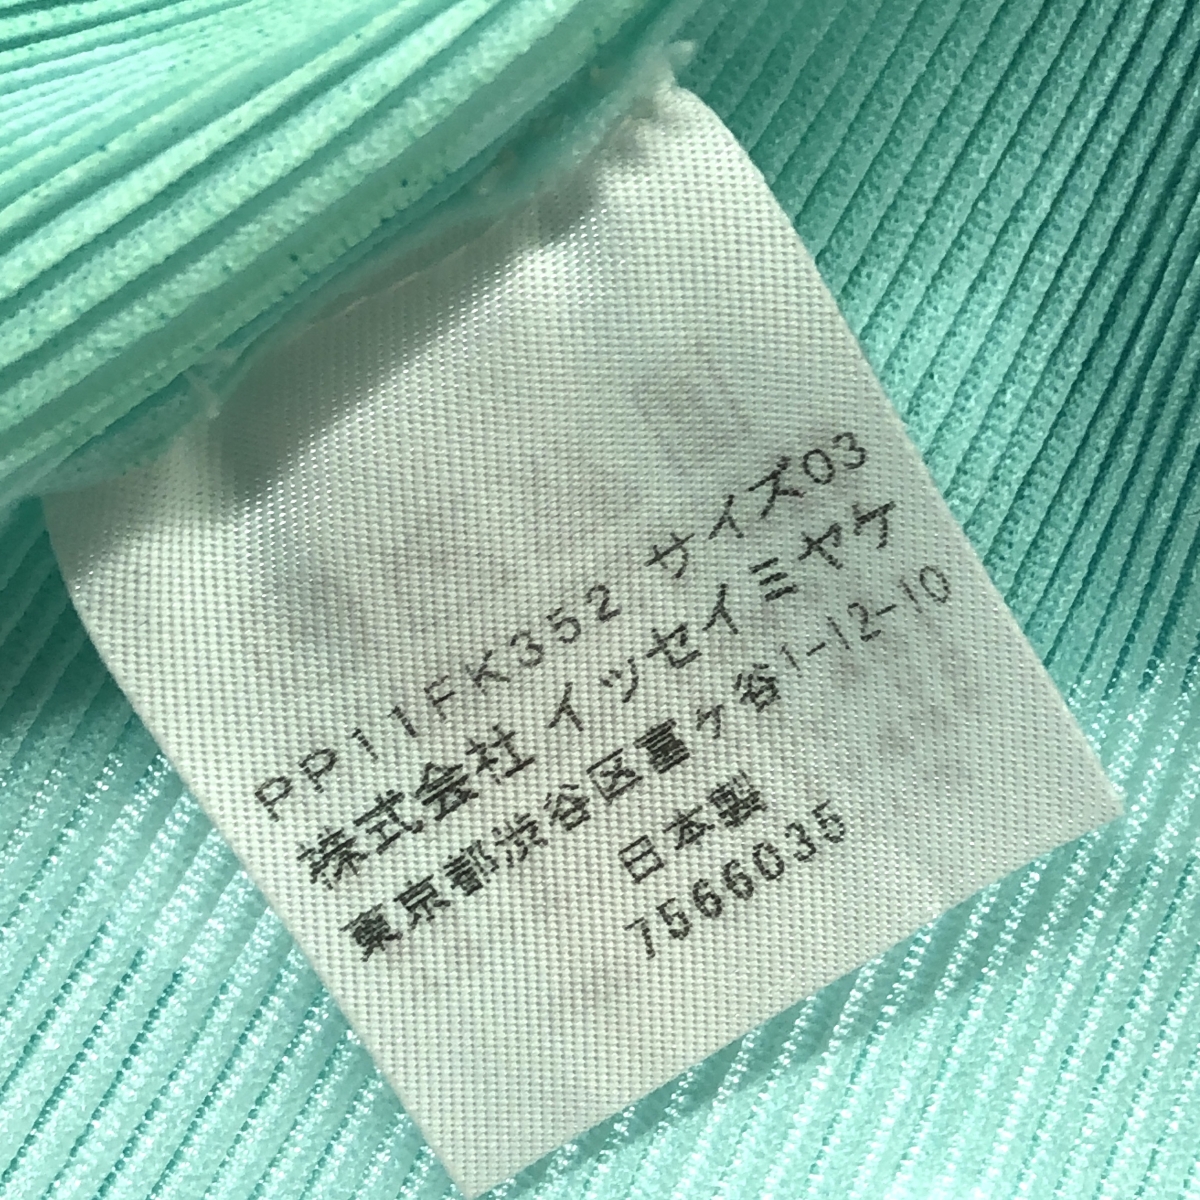 PP11FK352 サイズ03
株式会社 イッセイミヤケ
東京都渋谷区富ヶ谷1-12-10
日本製
7566035